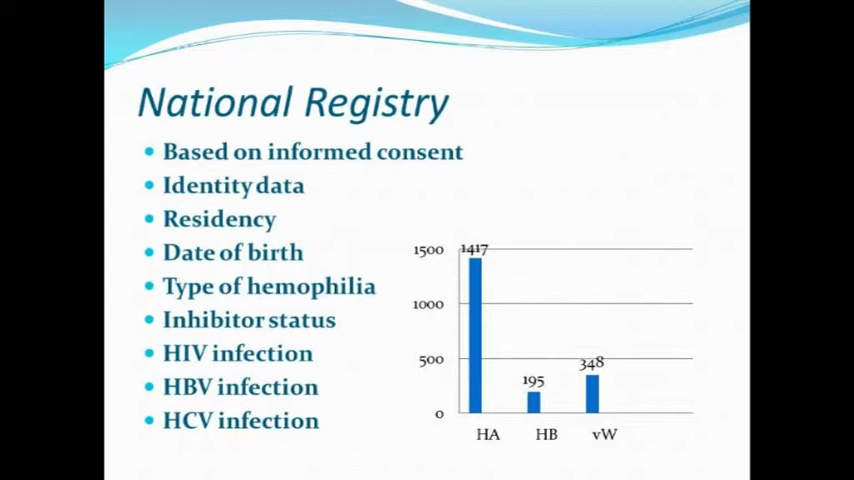 National Registry
Based on informed consent
Identity data
Residency
Date of birth
Type of hemophilia
Inhibitor status
HIV infection
HBV infection
HCV infection
1500
1000
500
0
1417
195
348
HA HB vW